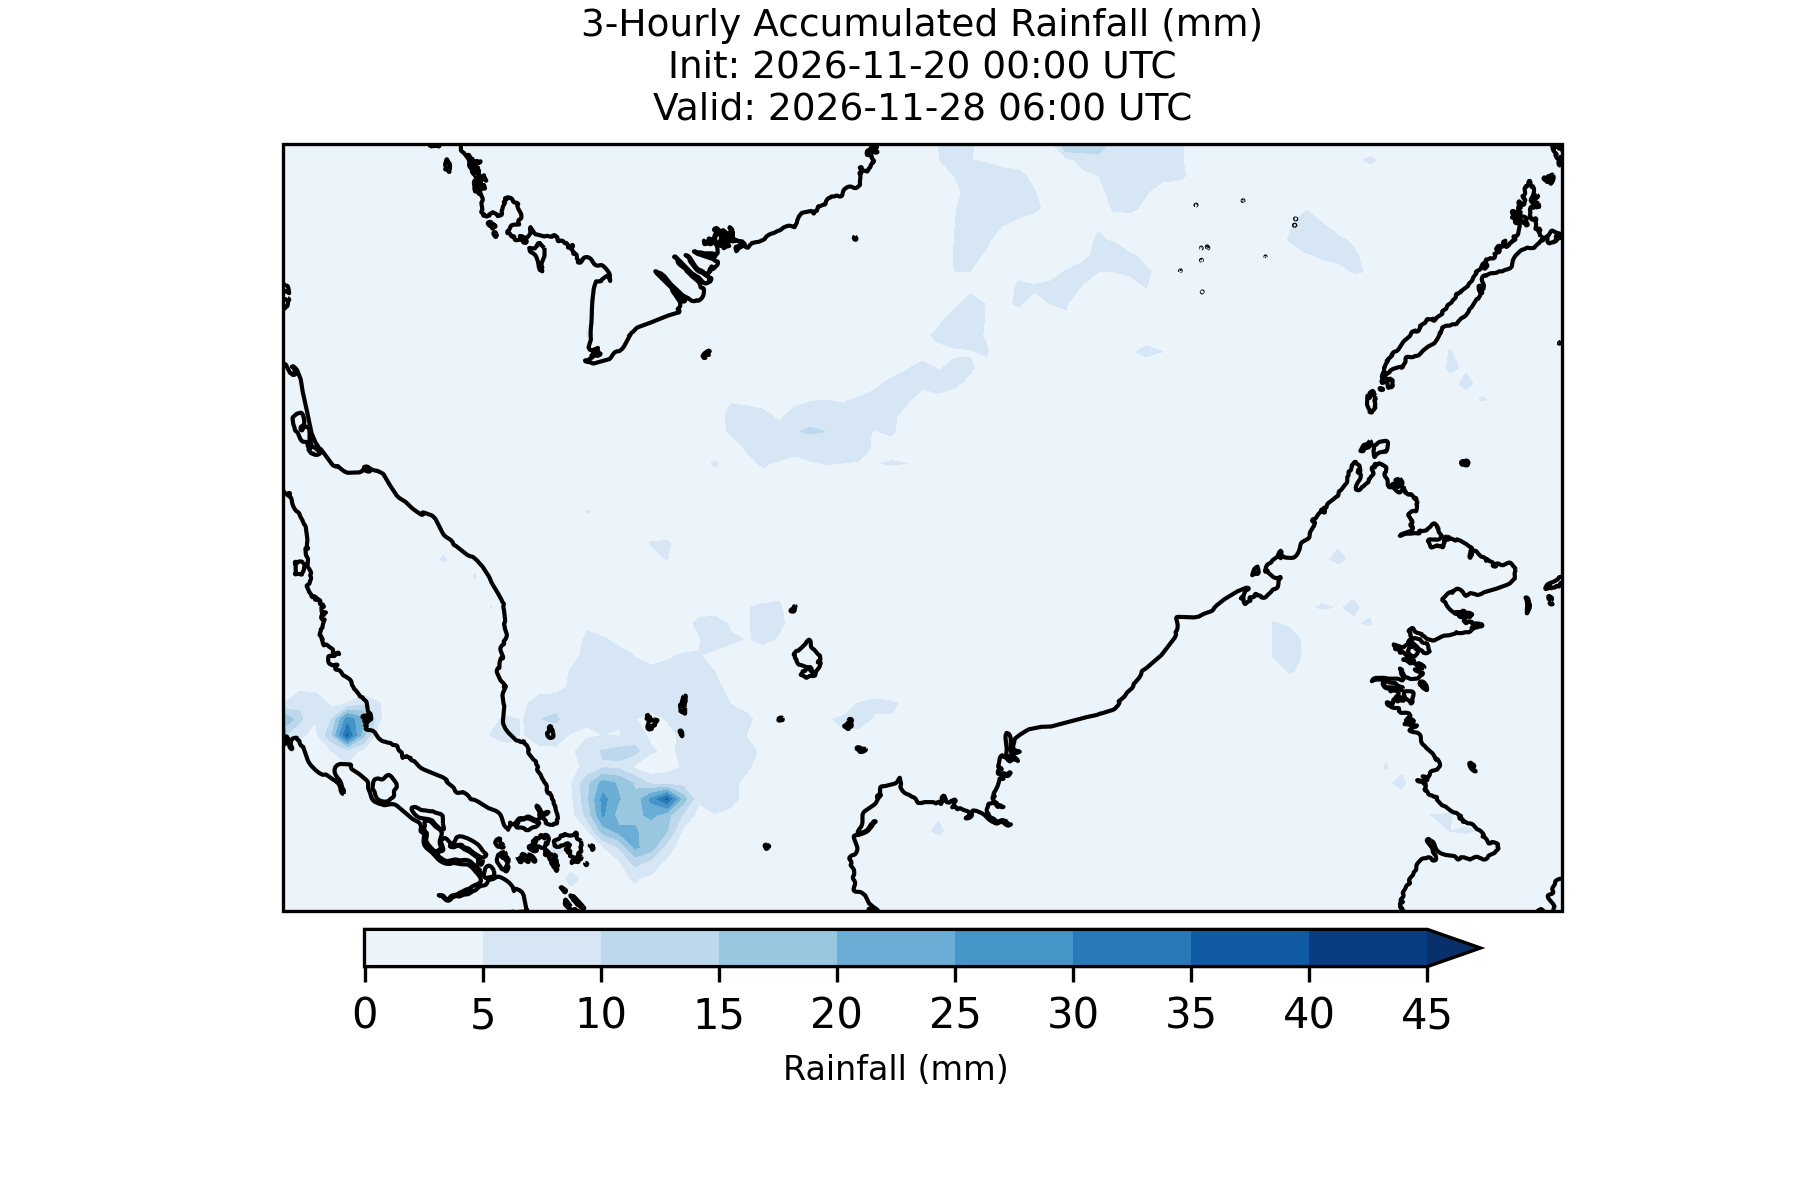 3-Hourly Accumulated Rainfall (mm)
Init: 2026-11-20 00:00 UTC
Valid: 2026-11-28 06:00 UTC
0 5 10 15 20 25 30 35 40 45
Rainfall (mm)